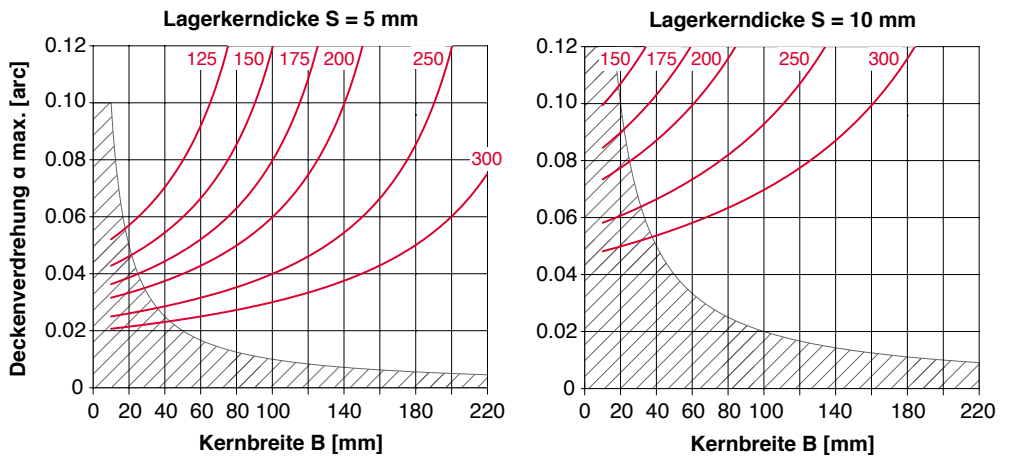 Lagerkerndicke S = 5 mm
Deckenverdrehung α max. [arc]
0.12
0.10
0.08
0.06
0.04
0.02
0
125 150 175 200 250
300
0 20 40 60 80 100 140 180 220
Kernbreite B [mm]
Lagerkerndicke S = 10 mm
0.12
0.10
0.08
0.06
0.04
0.02
0
150 175 200 250 300
0 20 40 60 80 100 140 180 220
Kernbreite B [mm]